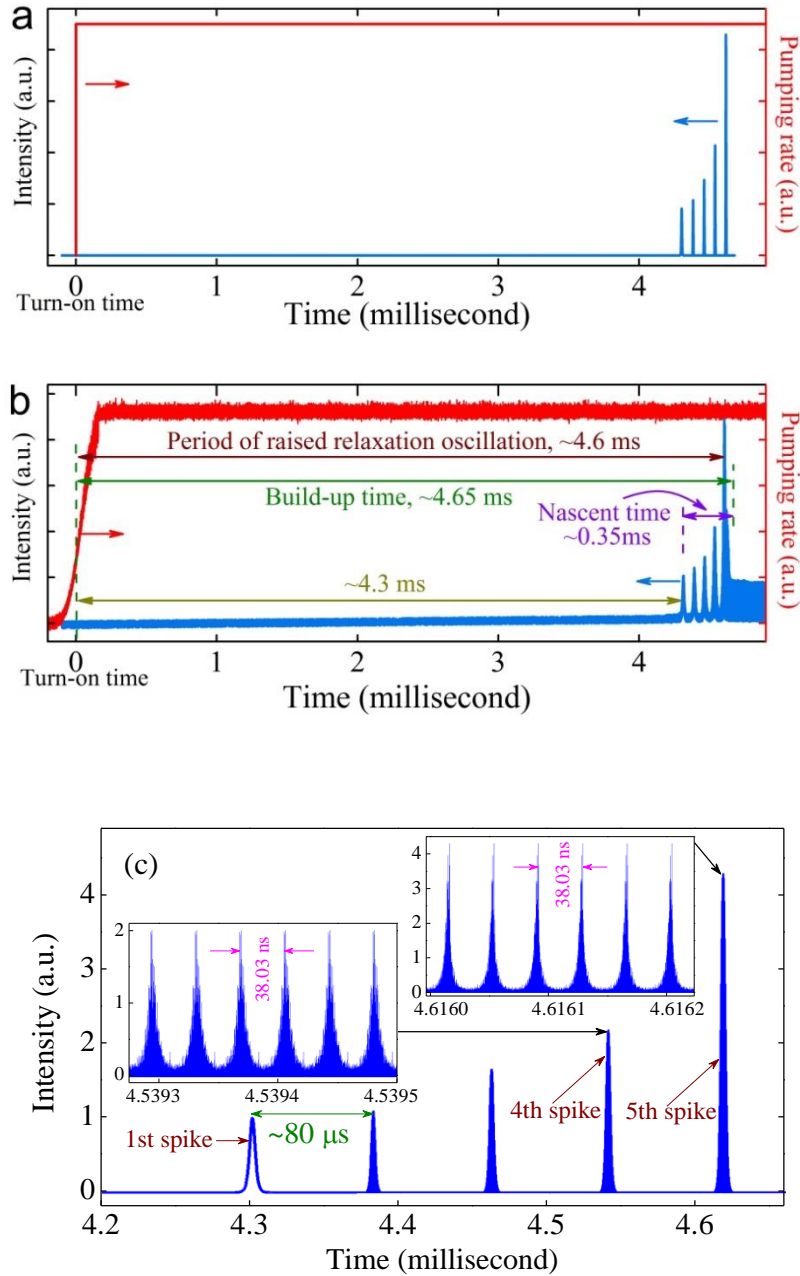 a
Intensity (a.u.)
Pumping rate (a.u.)
0 1 2 3 4
Turn-on time
Time (millisecond)
b
Intensity (a.u.)
Pumping rate (a.u.)
Period of raised relaxation oscillation, ~4.6 ms
Build-up time, ~4.65 ms
Nascent time
~0.35ms
~4.3 ms
0 1 2 3 4
Turn-on time
Time (millisecond)
(c)
Intensity (a.u.)
4
3
2
1
0
4
3
2
1
0
38.03 ns
4.6160 4.6161 4.6162
2
1
0
38.03 ns
4.5393 4.5394 4.5395
1st spike
~80 μs
4th spike
5th spike
4.2 4.3 4.4 4.5 4.6
Time (millisecond)